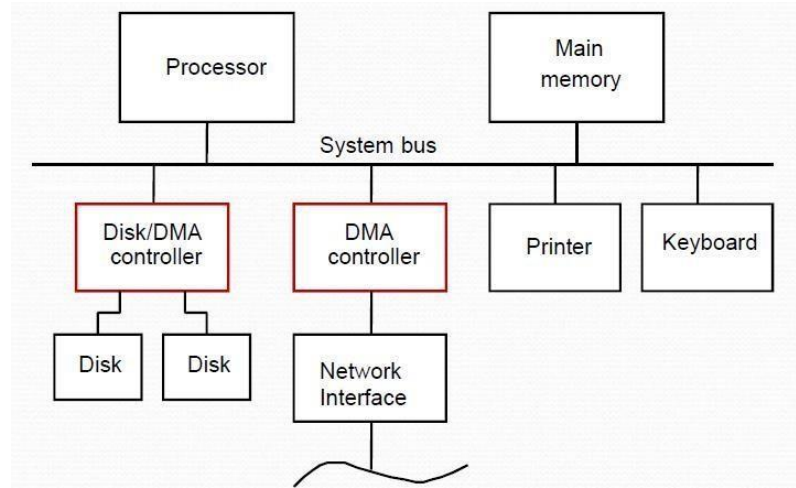 Processor
Main
memory
System bus
Disk/DMA
controller
DMA
controller
Printer
Keyboard
Disk
Disk
Network
Interface